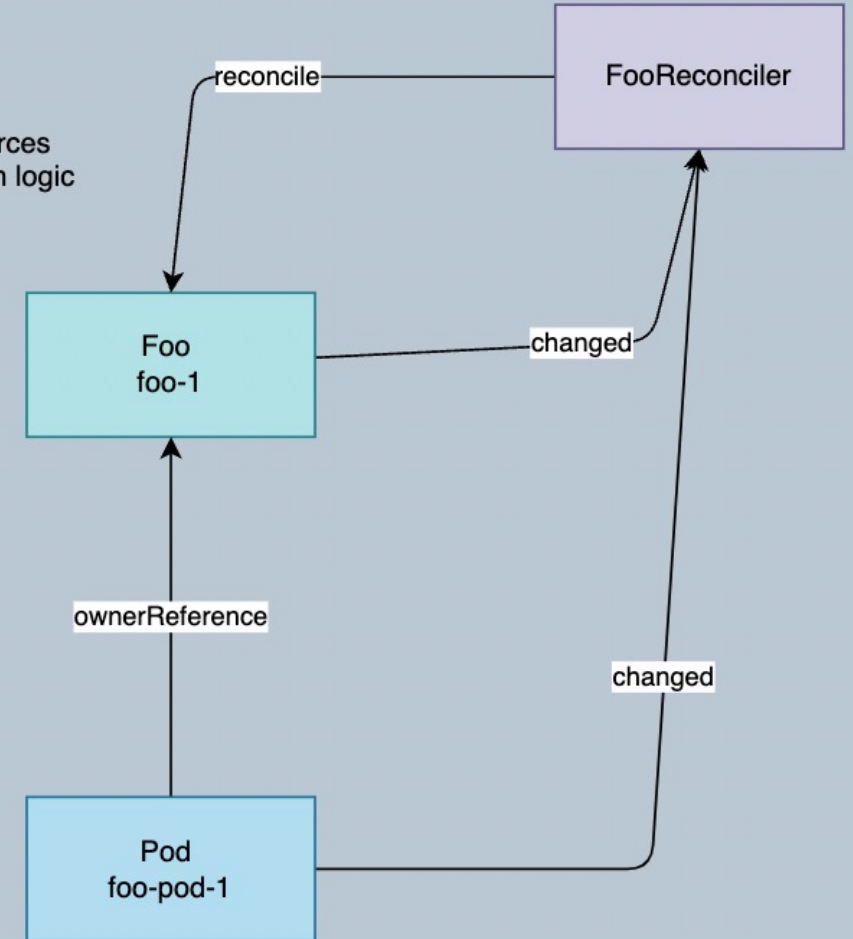 FooReconciler
reconcile
rces
logic
Foo
foo-1
changed
ownerReference
changed
Pod
foo-pod-1